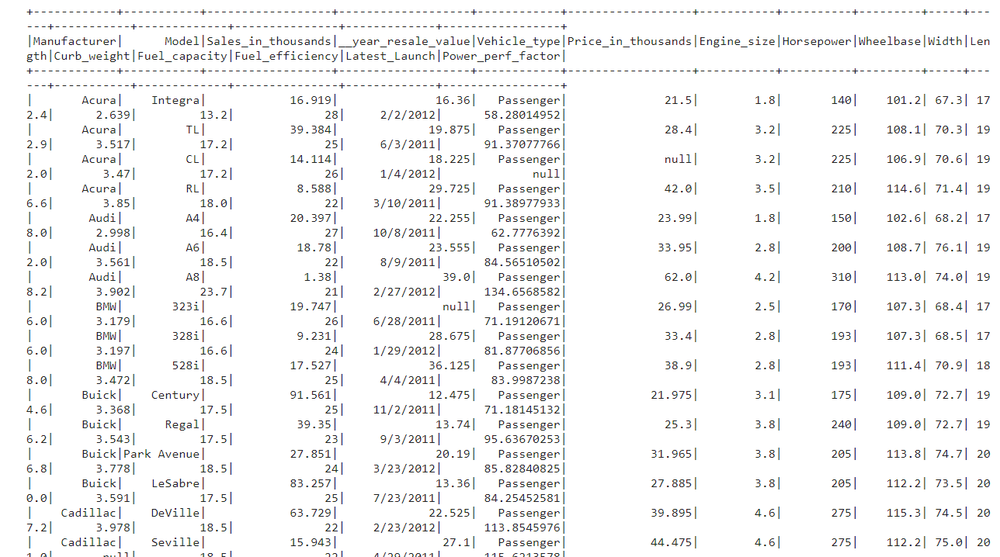 +------------+------------+-------------------+-------------------+------------+------------------+-----------+----------+---------+-----+---
---+-----------+-------------+---------------+-------------+-----------------+
|Manufacturer| Model|Sales_in_thousands|__year_resale_value|Vehicle_type|Price_in_thousands|Engine_size|Horsepower|Wheelbase|Width|Len
gth|Curb_weight|Fuel_capacity|Fuel_efficiency|Latest_Launch|Power_perf_factor|
+------------+------------+-------------------+-------------------+------------+------------------+-----------+----------+---------+-----+---
---+-----------+-------------+---------------+-------------+-----------------+
| Acura| Integra| 16.919| 16.36| Passenger| 21.5| 1.8| 140| 101.2| 67.3| 17
2.4| 2.639| 13.2| 28| 2/2/2012| 58.28014952|
| Acura| TL| 39.384| 19.875| Passenger| 28.4| 3.2| 225| 108.1| 70.3| 19
2.9| 3.517| 17.2| 25| 6/3/2011| 91.37077766|
| Acura| CL| 14.114| 18.225| Passenger| null| 3.2| 225| 106.9| 70.6| 19
2.0| 3.47| 17.2| 26| 1/4/2012| null|
| Acura| RL| 8.588| 29.725| Passenger| 42.0| 3.5| 210| 114.6| 71.4| 19
6.6| 3.85| 18.0| 22| 3/10/2011| 91.38977933|
| Audi| A4| 20.397| 22.255| Passenger| 23.99| 1.8| 150| 102.6| 68.2| 17
8.0| 2.998| 16.4| 27| 10/8/2011| 62.7776392|
| Audi| A6| 18.78| 23.555| Passenger| 33.95| 2.8| 200| 108.7| 76.1| 19
2.0| 3.561| 18.5| 22| 8/9/2011| 84.56510502|
| Audi| A8| 1.38| 39.0| Passenger| 62.0| 4.2| 310| 113.0| 74.0| 19
8.2| 3.902| 23.7| 21| 2/27/2012| 134.6568582|
| BMW| 323i| 19.747| null| Passenger| 26.99| 2.5| 170| 107.3| 68.4| 17
6.0| 3.179| 16.6| 26| 6/28/2011| 71.19120671|
| BMW| 328i| 9.231| 28.675| Passenger| 33.4| 2.8| 193| 107.3| 68.5| 17
6.0| 3.197| 16.6| 24| 1/29/2012| 81.87706856|
| BMW| 528i| 17.527| 36.125| Passenger| 38.9| 2.8| 193| 111.4| 70.9| 18
8.0| 3.472| 18.5| 25| 4/4/2011| 83.9987238|
| Buick| Century| 91.561| 12.475| Passenger| 21.975| 3.1| 175| 109.0| 72.7| 19
4.6| 3.368| 17.5| 25| 11/2/2011| 71.18145132|
| Buick| Regal| 39.35| 13.74| Passenger| 25.3| 3.8| 240| 109.0| 72.7| 19
6.2| 3.543| 17.5| 23| 9/3/2011| 95.63670253|
| Buick|Park Avenue| 27.851| 20.19| Passenger| 31.965| 3.8| 205| 113.8| 74.7| 20
6.8| 3.778| 18.5| 24| 3/23/2012| 85.82840825|
| Buick| LeSabre| 83.257| 13.36| Passenger| 27.885| 3.8| 205| 112.2| 73.5| 20
0.0| 3.591| 17.5| 25| 7/23/2011| 84.25452581|
| Cadillac| DeVille| 63.729| 22.525| Passenger| 39.895| 4.6| 275| 115.3| 74.5| 20
7.2| 3.978| 18.5| 22| 2/23/2012| 113.8545976|
| Cadillac| Seville| 15.943| 27.1| Passenger| 44.475| 4.6| 275| 112.2| 75.0| 20
1.0| null| 18.5| 22| 4/29/2011| 115.6213578|